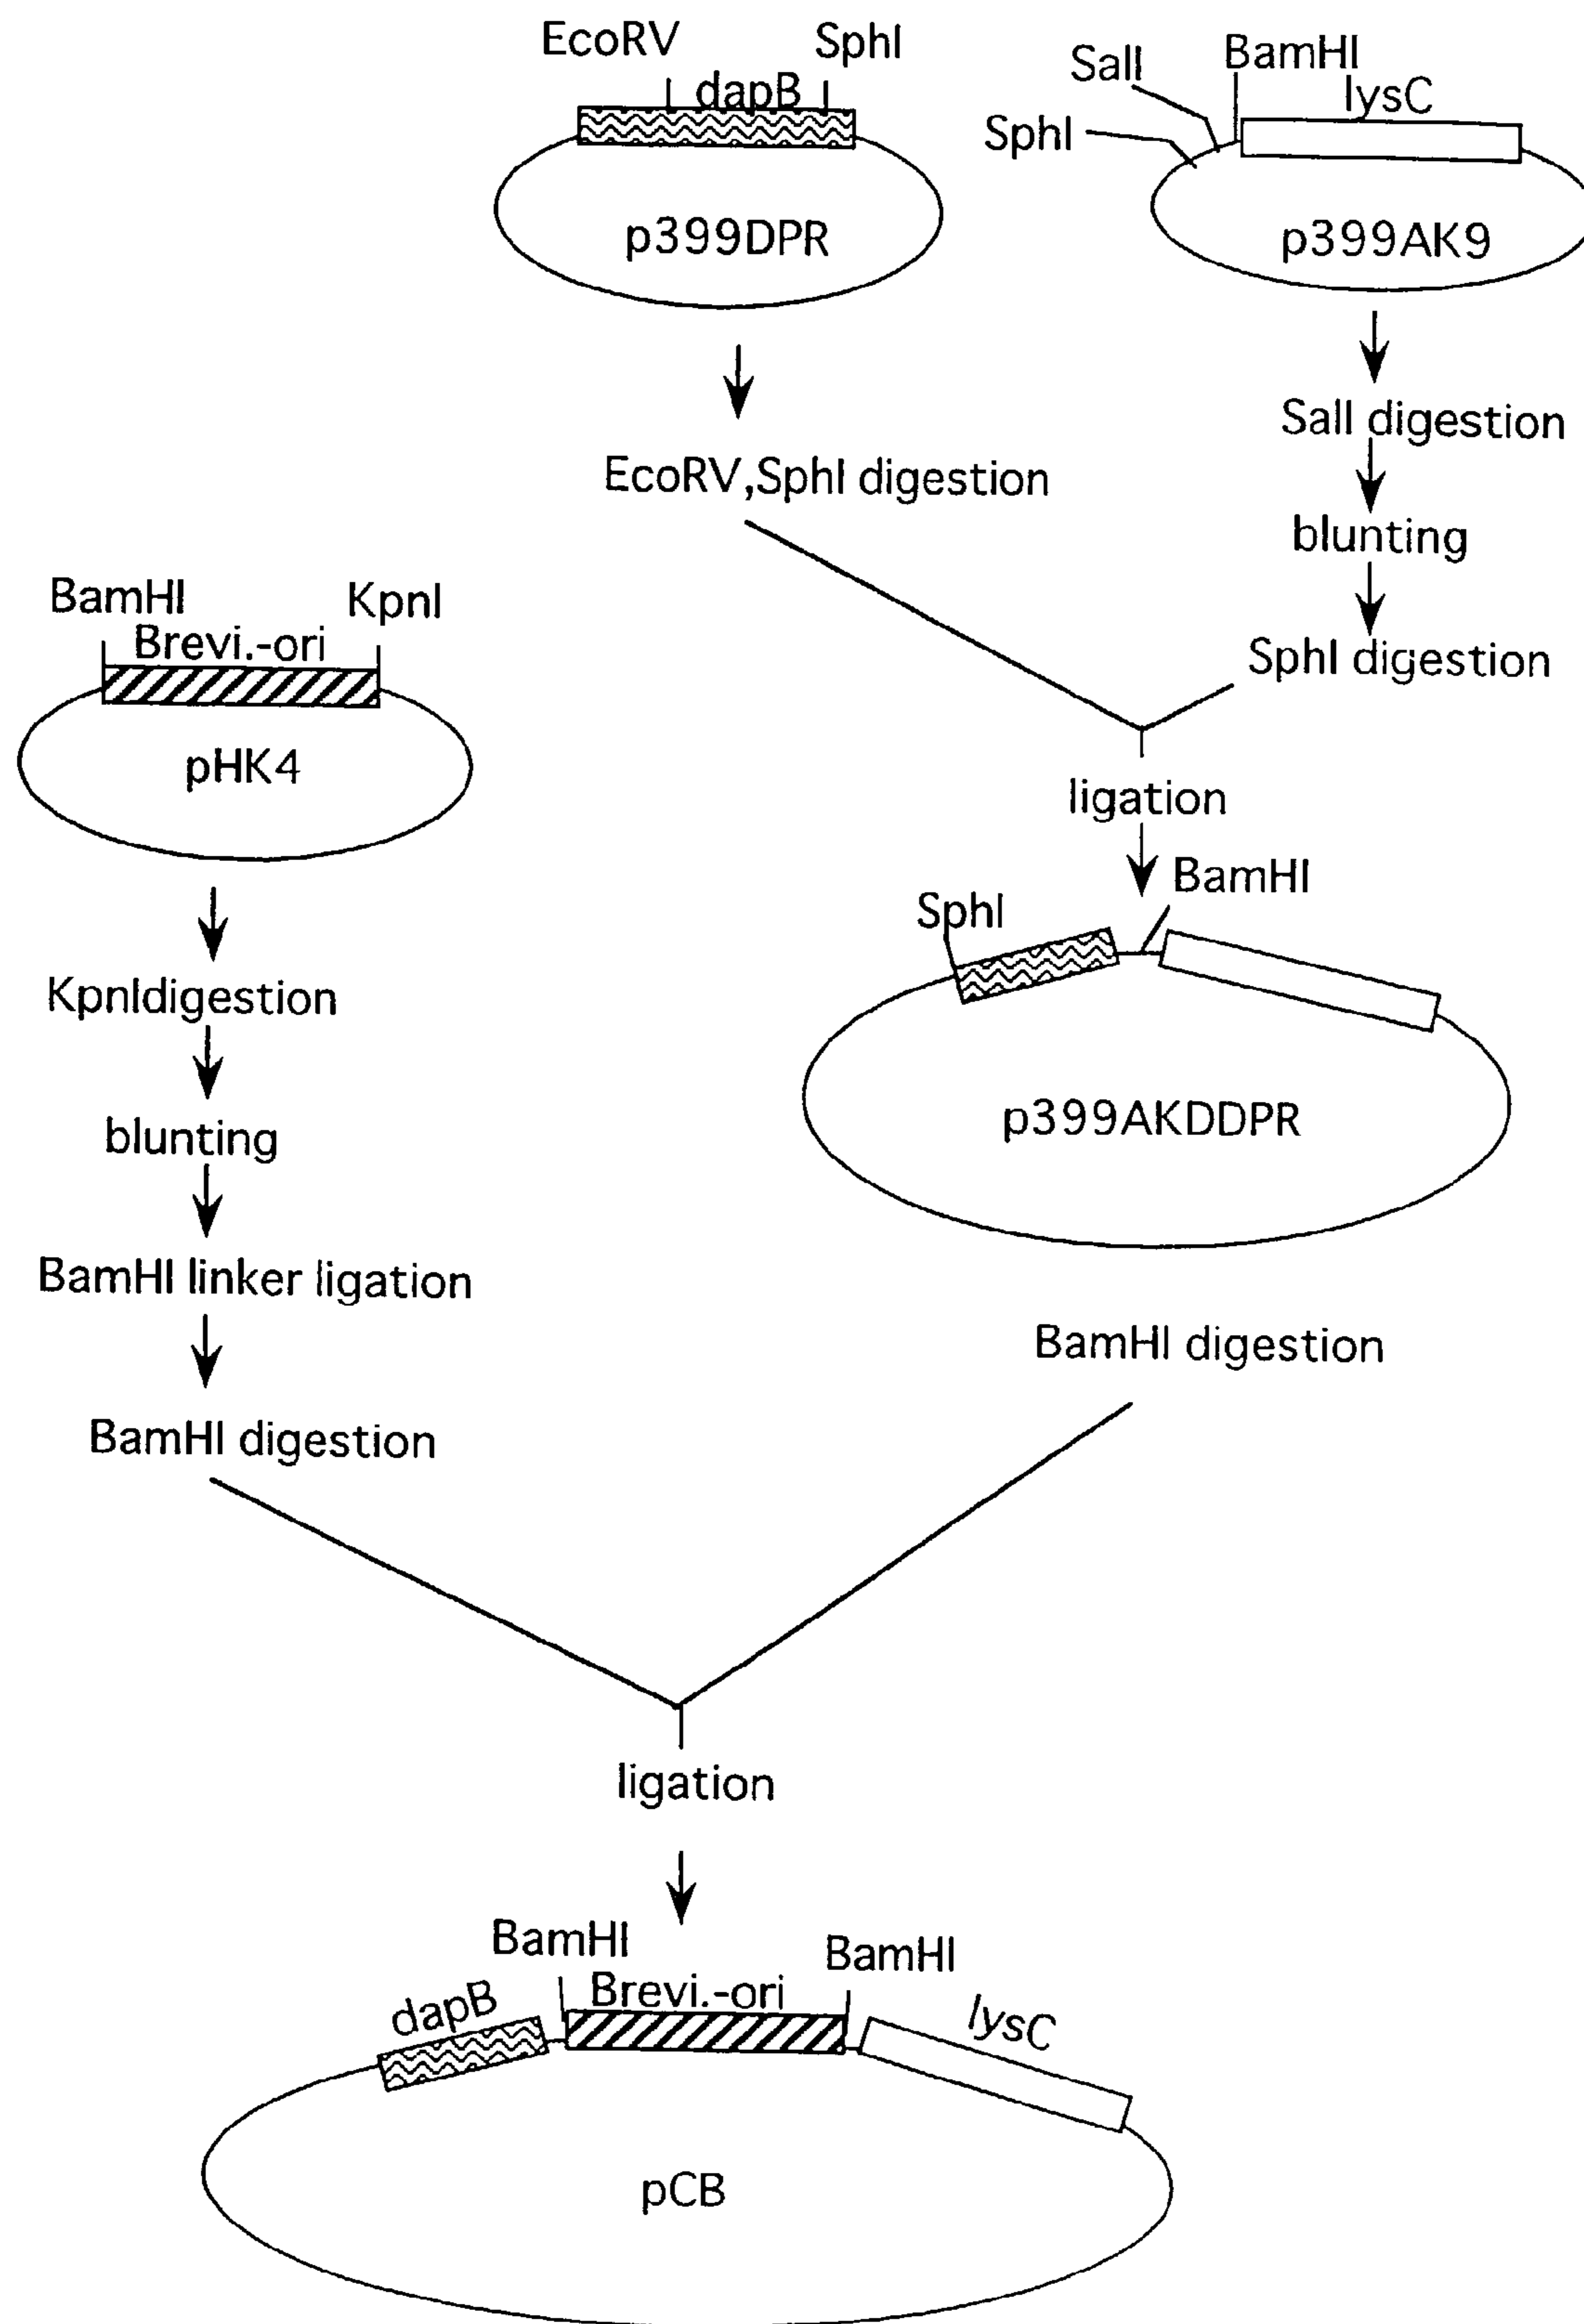 EcoRV
SphI
dapB
p399DPR
SalI
BamHI
lysC
SphI
p399AK9
EcoRV,SphI digestion
SalI digestion
blunting
SphI digestion
ligation
BamHI
KpnI
Brevi.-ori
pHK4
KpnIdigestion
blunting
BamHI linker ligation
BamHI digestion
SphI
BamHI
p399AKDDPR
BamHI digestion
ligation
BamHI
BamHI
dapB
Brevi.-ori
lysC
pCB